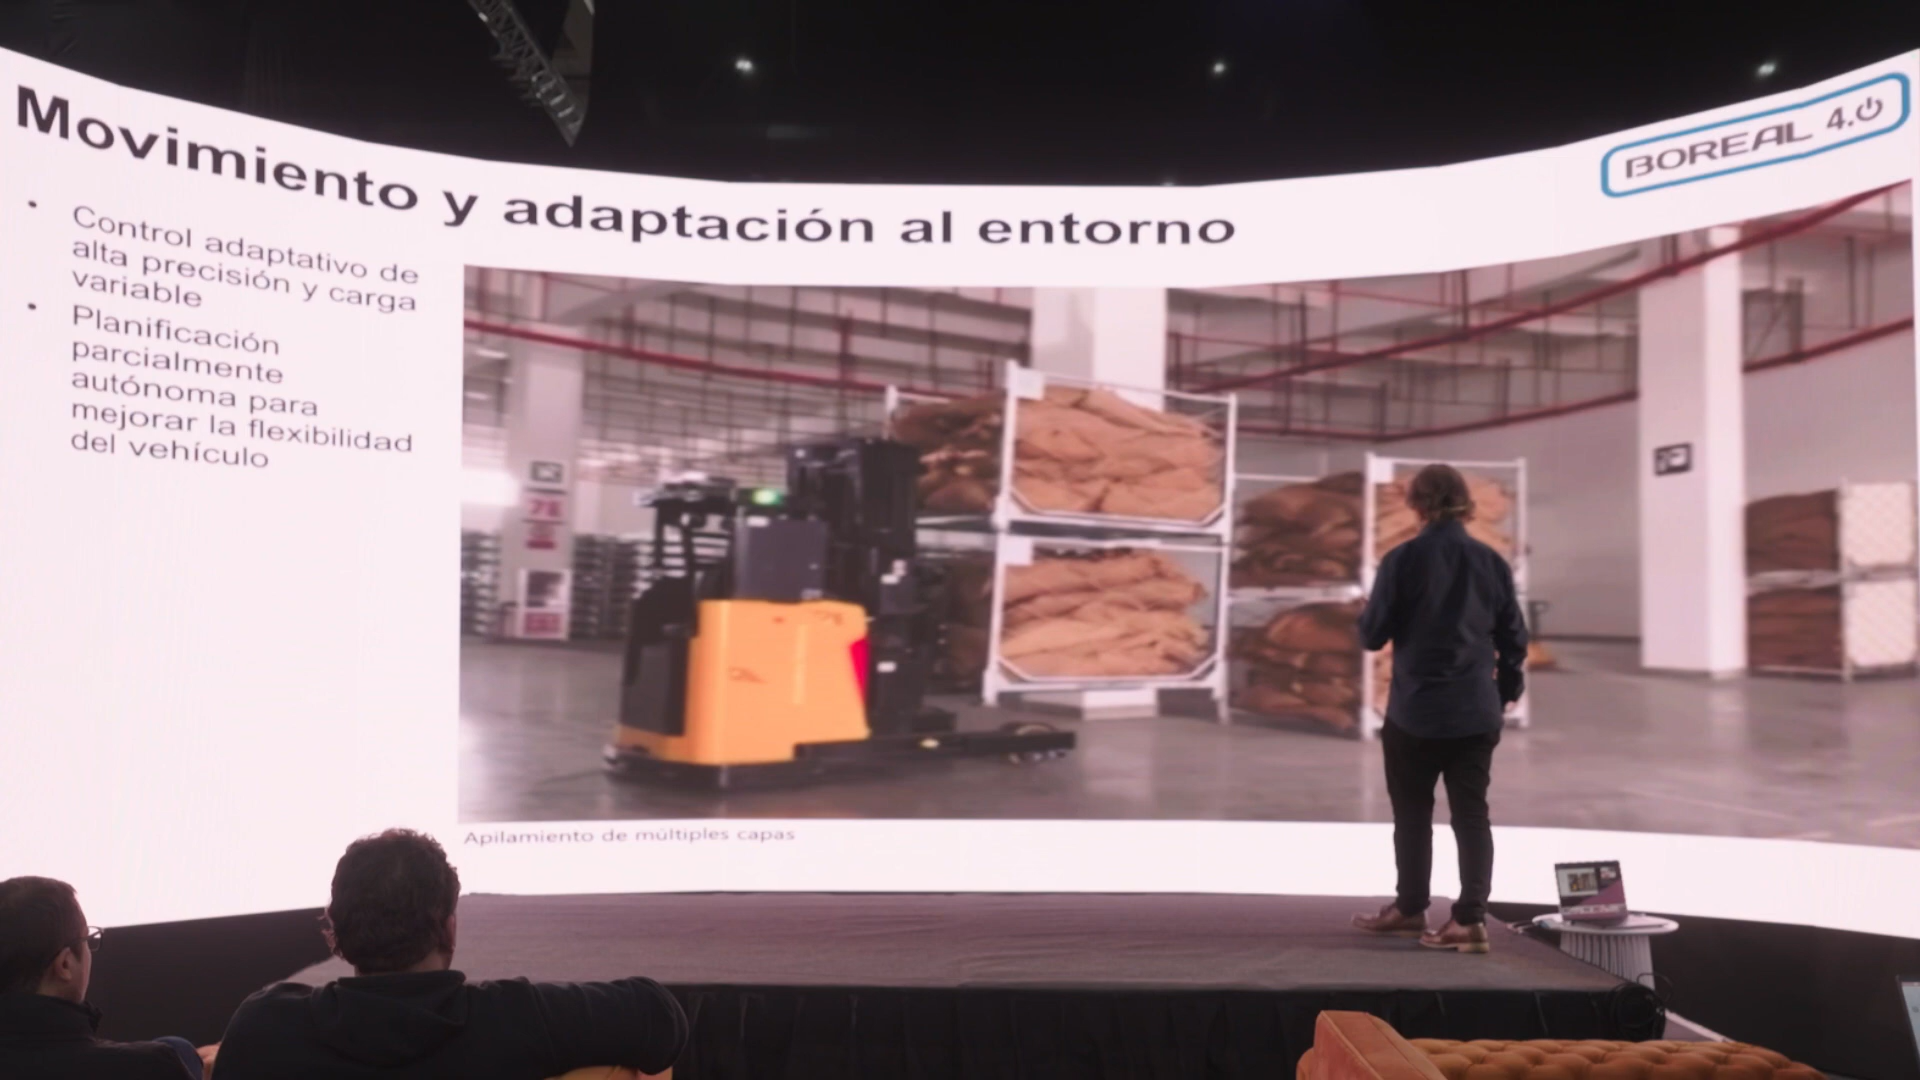 Movimiento y adaptación al entorno
BOREAL 4.0
• Control adaptativo de
alta precisión y carga
variable
• Planificación
parcialmente
autónoma para
mejorar la flexibilidad
del vehículo
78
Apilamiento de múltiples capas